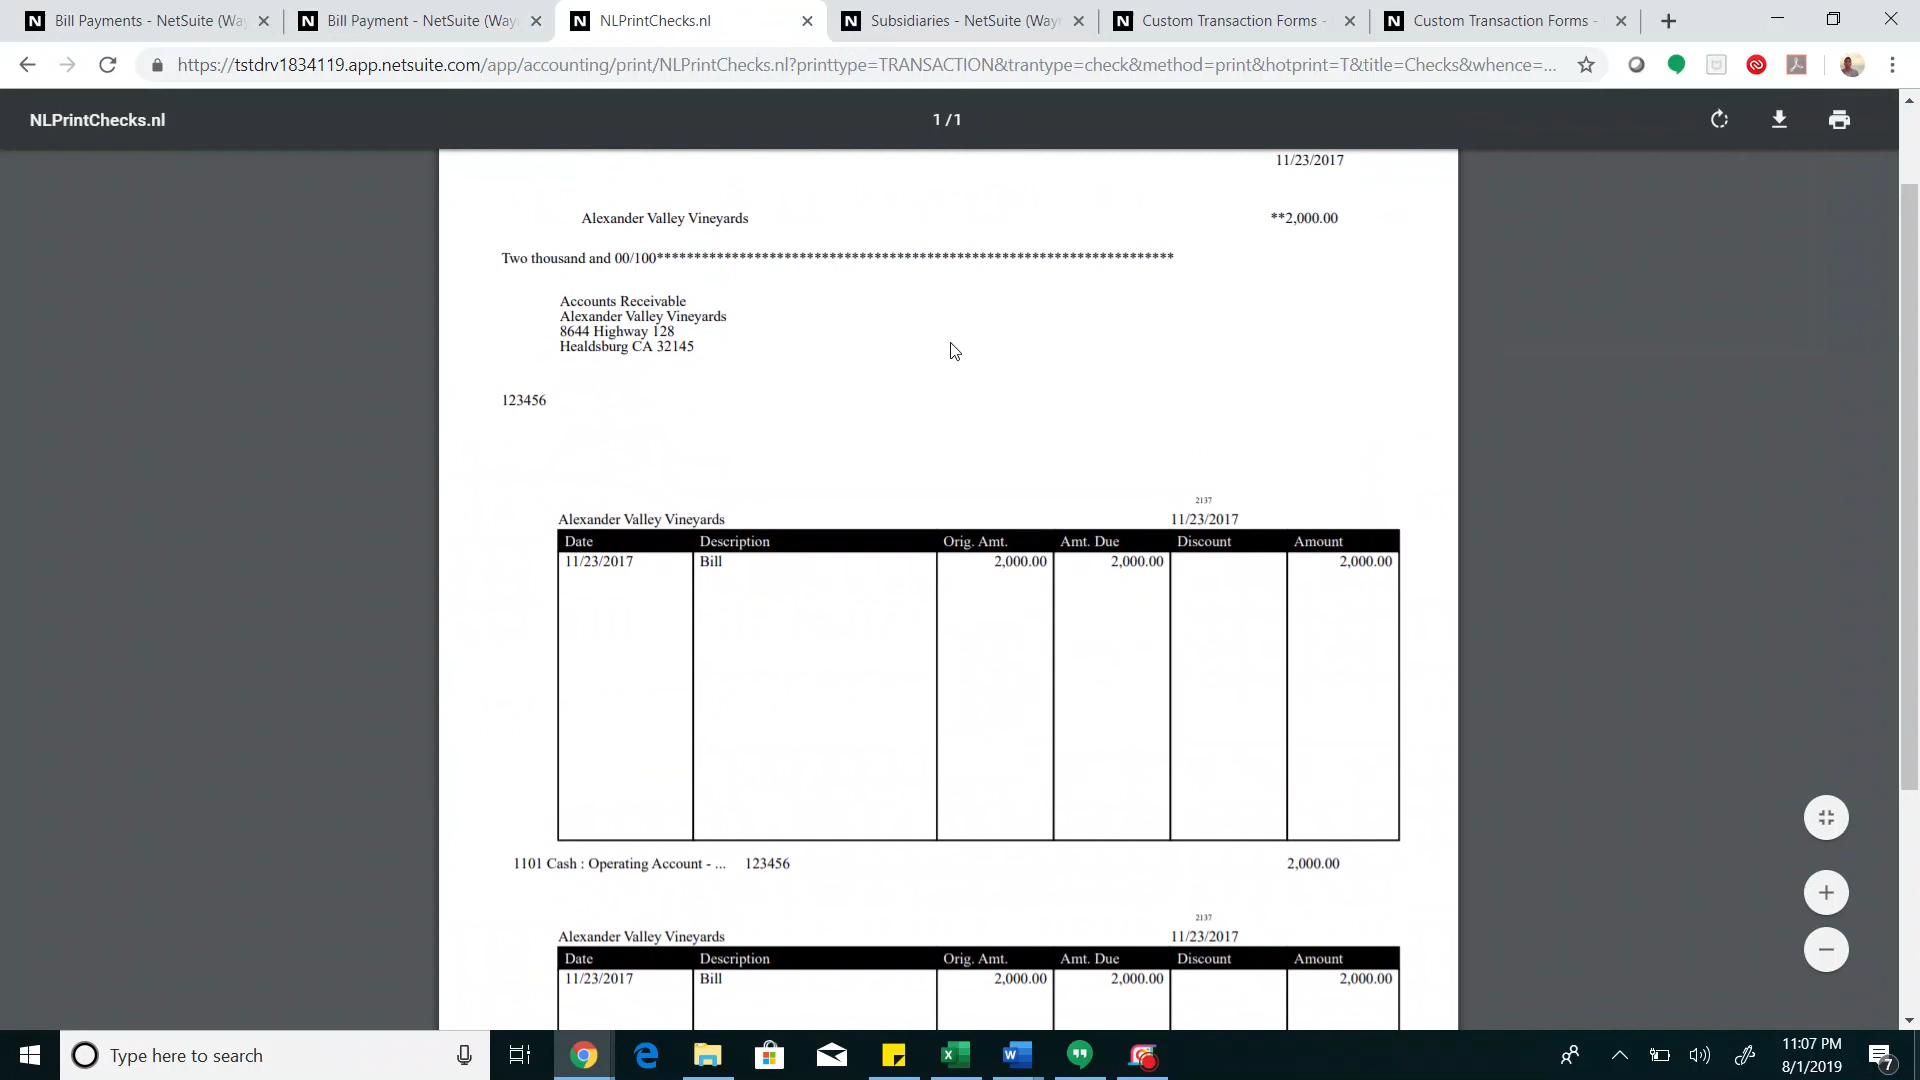 Bill Payments - NetSuite (Way
Bill Payment - NetSuite (Wayn
NLPrintChecks.nl
Subsidiaries - NetSuite (Wayn
Custom Transaction Forms -
Custom Transaction Forms -
https://tstdrv1834119.app.netsuite.com/app/accounting/print/NLPrintChecks.nl?printtype=TRANSACTION&trantype=check&method=print&hotprint=T&title=Checks&whence=...
NLPrintChecks.nl
1 / 1
11/23/2017
Alexander Valley Vineyards **2,000.00
Two thousand and 00/100**********************************************************************
Accounts Receivable
Alexander Valley Vineyards
8644 Highway 128
Healdsburg CA 32145
123456
2137
Alexander Valley Vineyards 11/23/2017
Date Description Orig. Amt. Amt. Due Discount Amount
11/23/2017 Bill 2,000.00 2,000.00 2,000.00
1101 Cash : Operating Account - ... 123456 2,000.00
2137
Alexander Valley Vineyards 11/23/2017
Date Description Orig. Amt. Amt. Due Discount Amount
11/23/2017 Bill 2,000.00 2,000.00 2,000.00
Type here to search
11:07 PM
8/1/2019
7